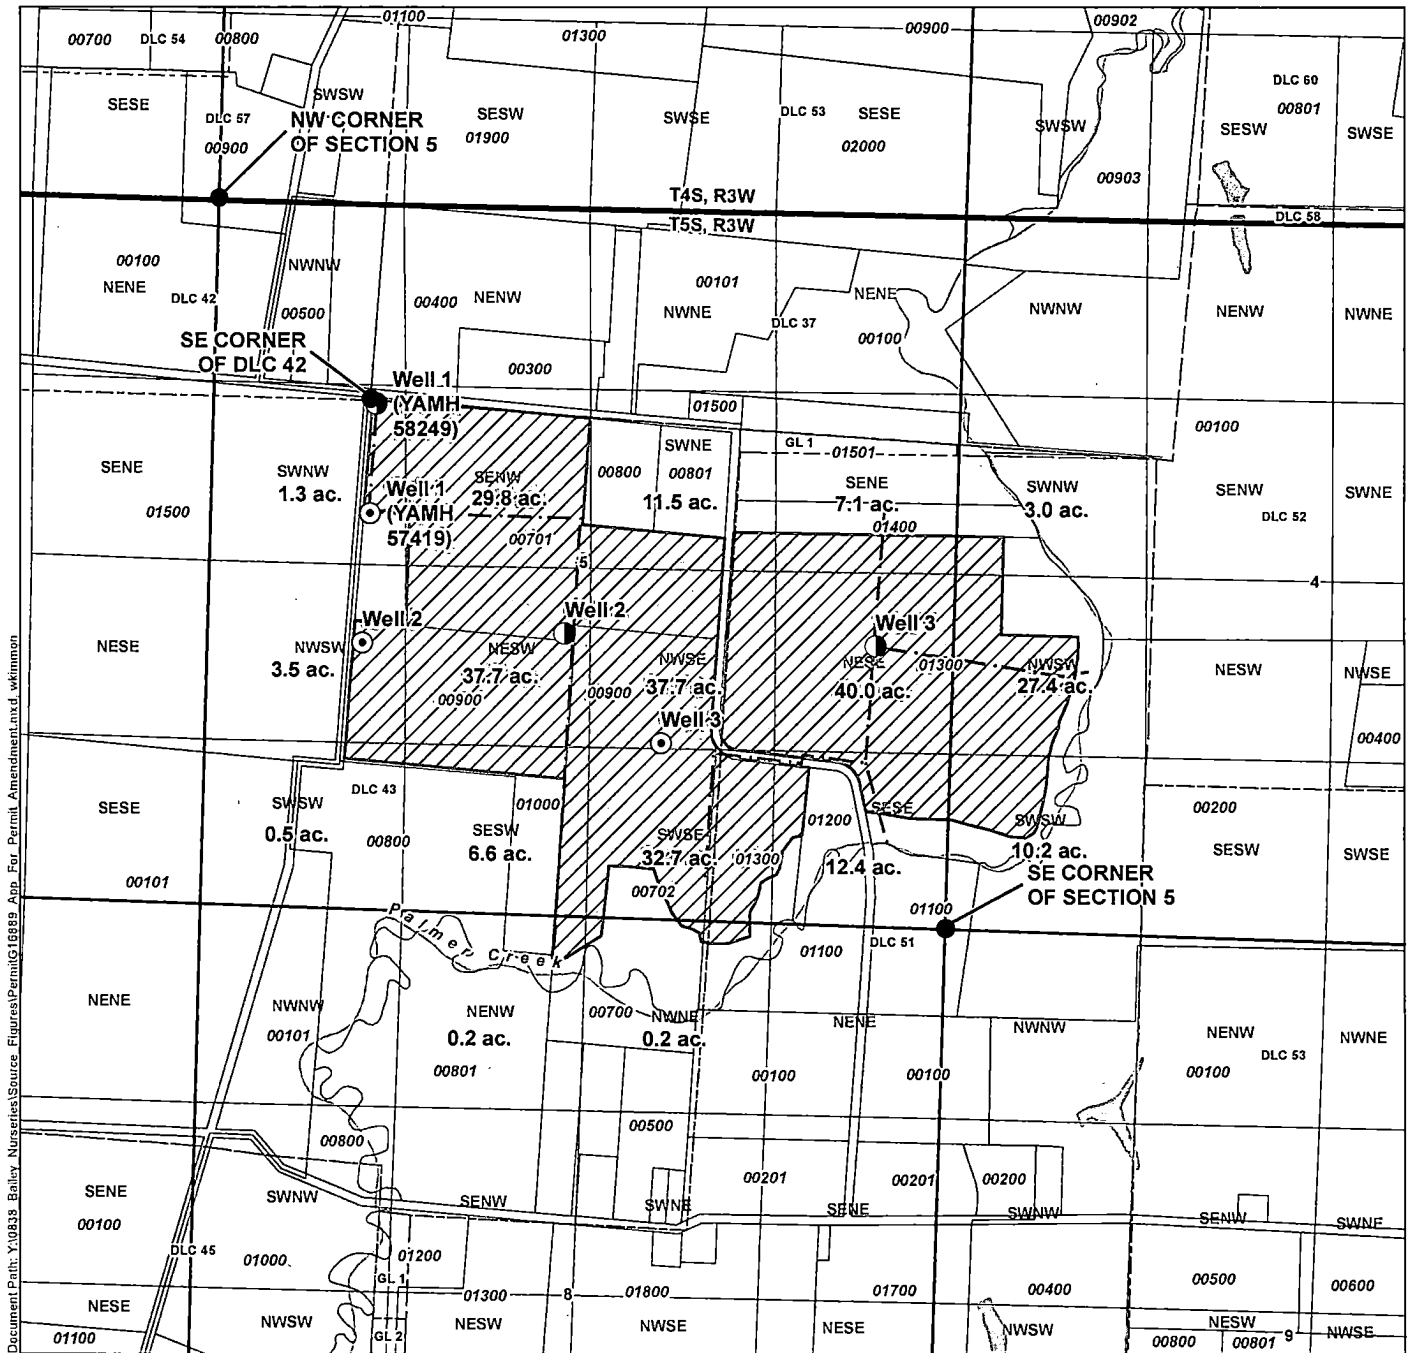 01100
00902
00700
DLC 54
00800
01300
00900
DLC 60
00801
SESE
SWSW
DLC 57
NW CORNER
OF SECTION 5
00900
SESW
01900
SWSE
DLC 53
SESE
02000
SWSW
SESW
SWSE
00903
T4S, R3W
T5S, R3W
DLC 58
00100
NENE
DLC 42
NWNW
00500
00400
NENW
00101
NWNE
NENE
DLC 37
00100
NWNW
NENW
NWNE
SE CORNER
OF DLC 42
00300
Well 1
(YAMH
58249)
01500
GL 1
01501
00100
SENE
01500
SWNW
1.3 ac.
Well 1
(YAMH
57419)
SENW
29.8 ac.
00701
00800
SWNE
00801
11.5 ac.
SENE
7.1 ac.
01400
SWNW
3.0 ac.
SENW
DLC 52
SWNE
5
4
NESE
Well 2
NWSW
3.5 ac.
Well 2
NESW
37.7 ac.
00900
00900
NWSE
37.7 ac.
Well 3
Well 3
NESE
40.0 ac.
01300
NWSW
27.4 ac.
NESW
NWSE
00400
SESE
00101
SWSW
0.5 ac.
DLC 43
00800
SESW
6.6 ac.
01000
SWSE
32.7 ac.
01300
00702
01200
SESE
12.4 ac.
SWSW
10.2 ac.
SE CORNER
OF SECTION 5
00200
SESW
SWSE
Palmer Creek
01100
DLC 51
01100
NENE
NWNW
00101
NENW
0.2 ac.
00801
00700
NWNE
0.2 ac.
NENE
NWNW
NENW
DLC 53
00100
NWNE
00100
00100
00800
00500
00201
00201
00200
SENE
00100
SWNW
SENW
SWNE
SENE
SWNW
SENW
SWNE
DLC 45
01000
01200
GL 1
01300
8
01800
01700
00400
00500
00600
NESE
01100
NWSW
GL 2
NESW
NWSE
NESE
NWSW
NESW
00800
00801
9
NWSE
Document Path: Y:\0838 Bailey Nurseries\Source Figures\PermitG16889 App For Permit Amendment.mxd, wkimmon